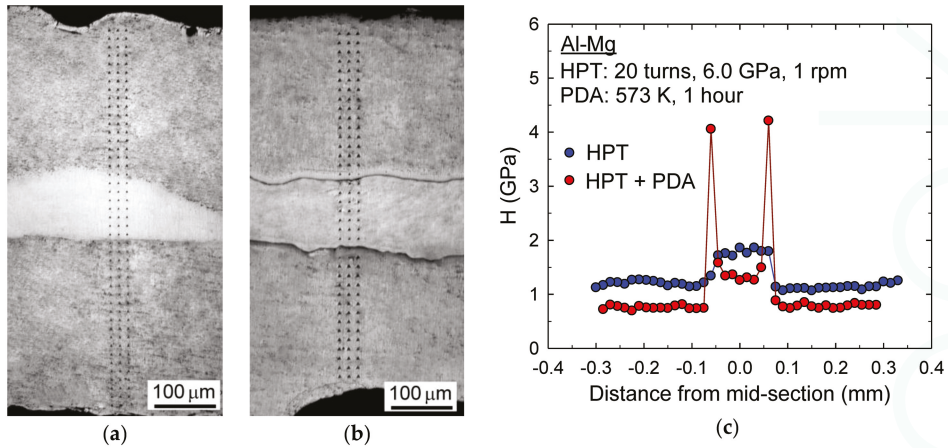 100 μm
(a)
100 μm
(b)
Al-Mg
HPT: 20 turns, 6.0 GPa, 1 rpm
PDA: 573 K, 1 hour
HPT
HPT + PDA
H (GPa)
6
5
4
3
2
1
0
-0.4 -0.3 -0.2 -0.1 0.0 0.1 0.2 0.3 0.4
Distance from mid-section (mm)
(c)